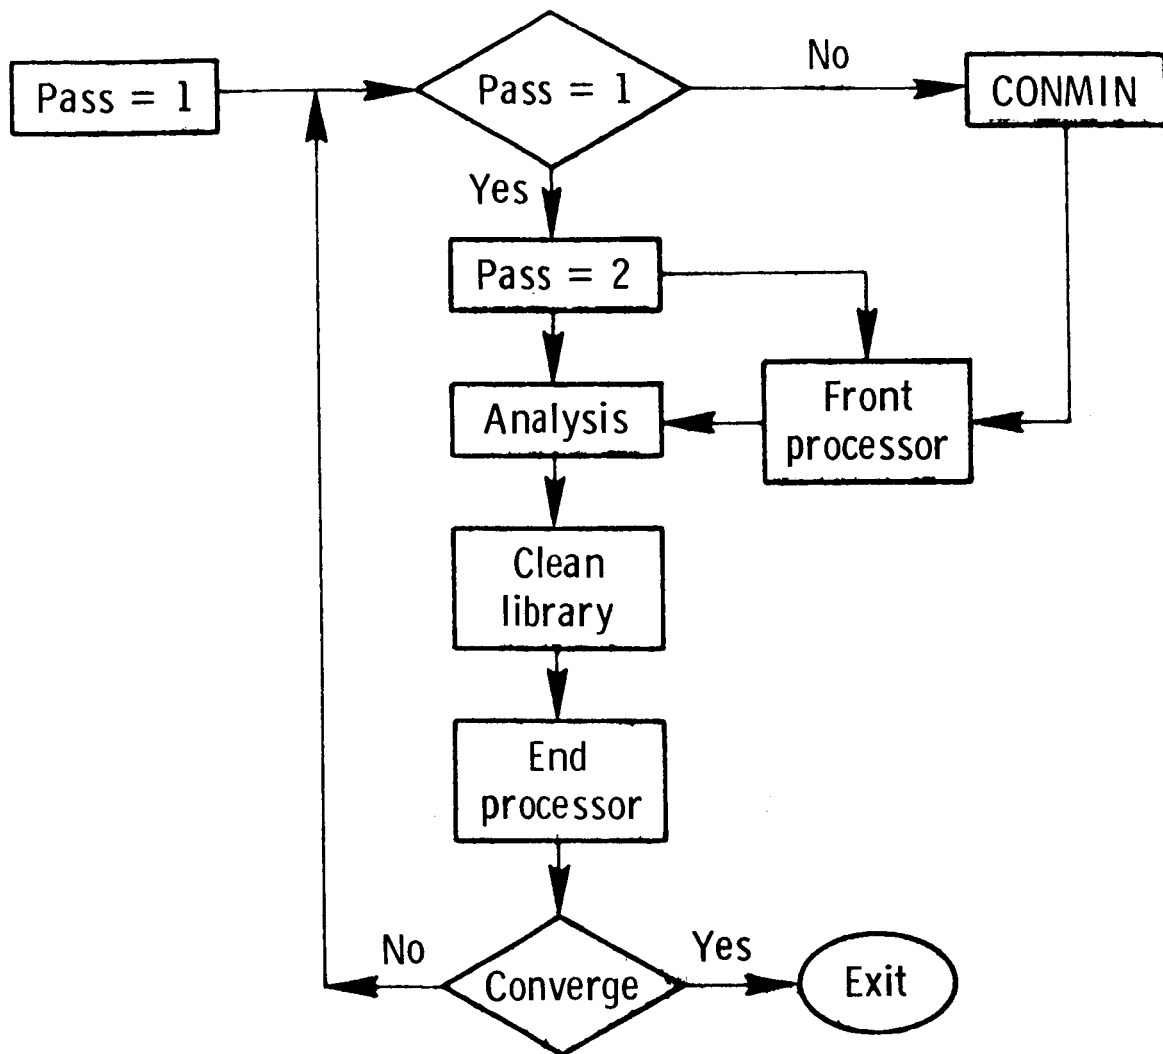 Pass = 1
Pass = 1
No
CONMIN
Yes
Pass = 2
Analysis
Front
processor
Clean
library
End
processor
No
Converge
Yes
Exit